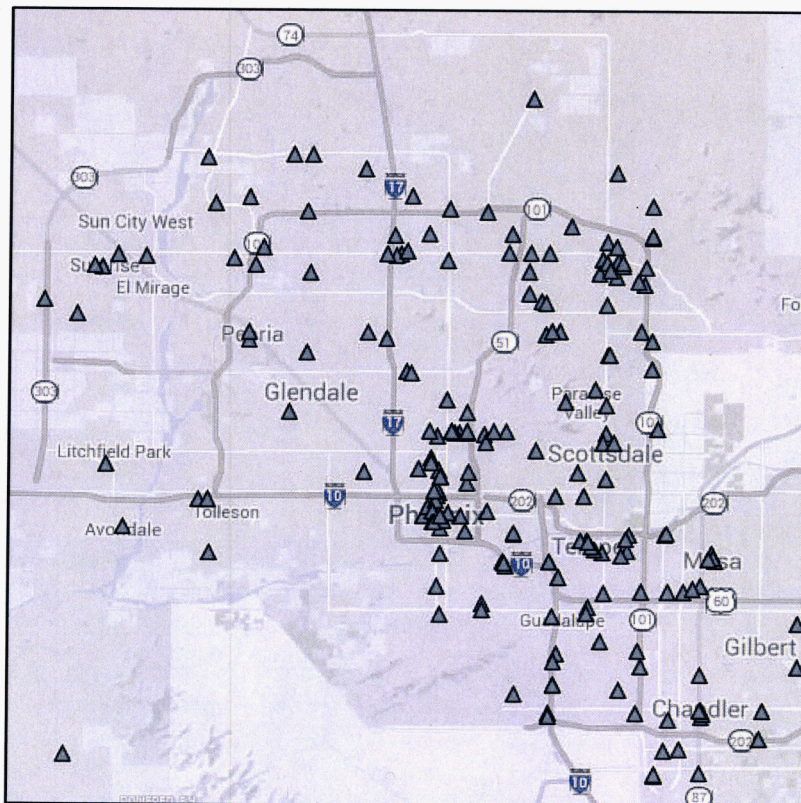 74
303
303
17
101
Sun City West
101
El Mirage
Peoria
51
303
Glendale
Paradise
Valley
17
101
Litchfield Park
Scottsdale
10
202
202
Phoenix
Avondale
Tolleson
Tempe
Mesa
10
60
Guadalupe
101
Gilbert
Chandler
202
10
87